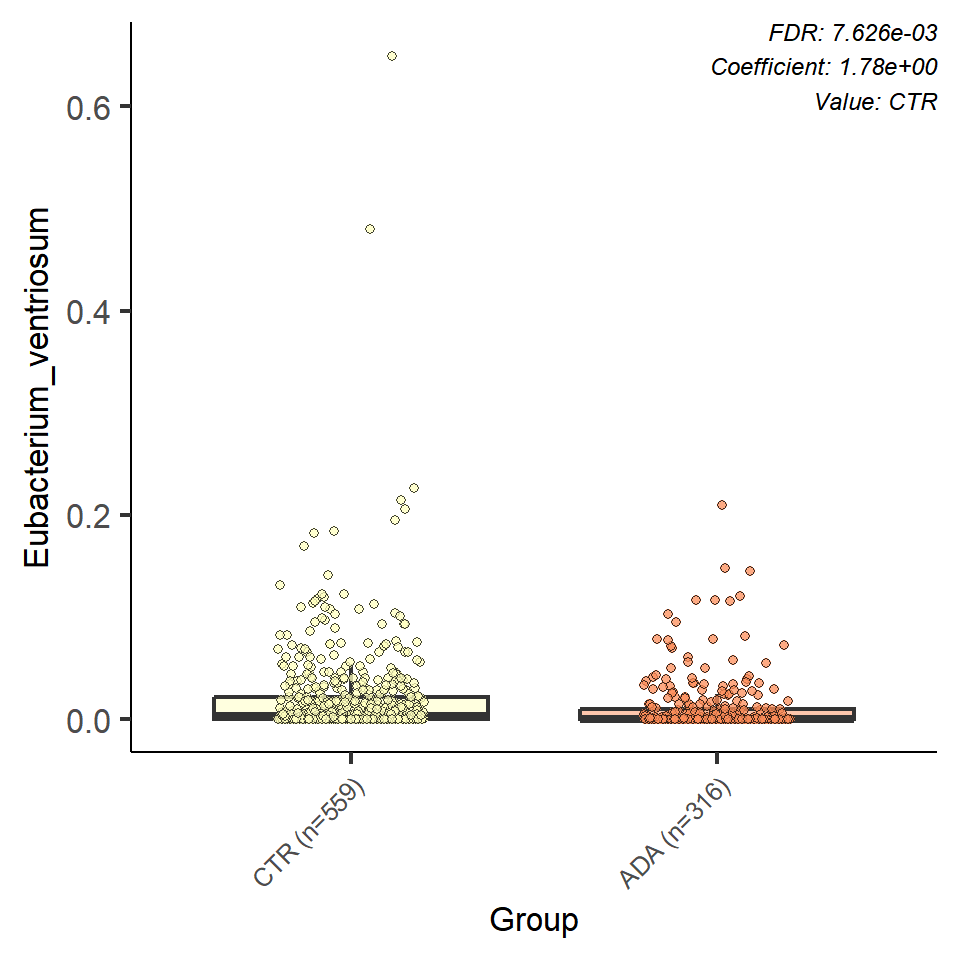 FDR: 7.626e-03
Coefficient: 1.78e+00
Value: CTR
Eubacterium_ventriosum
0.6
0.4
0.2
0.0
CTR (n=559)
ADA (n=316)
Group